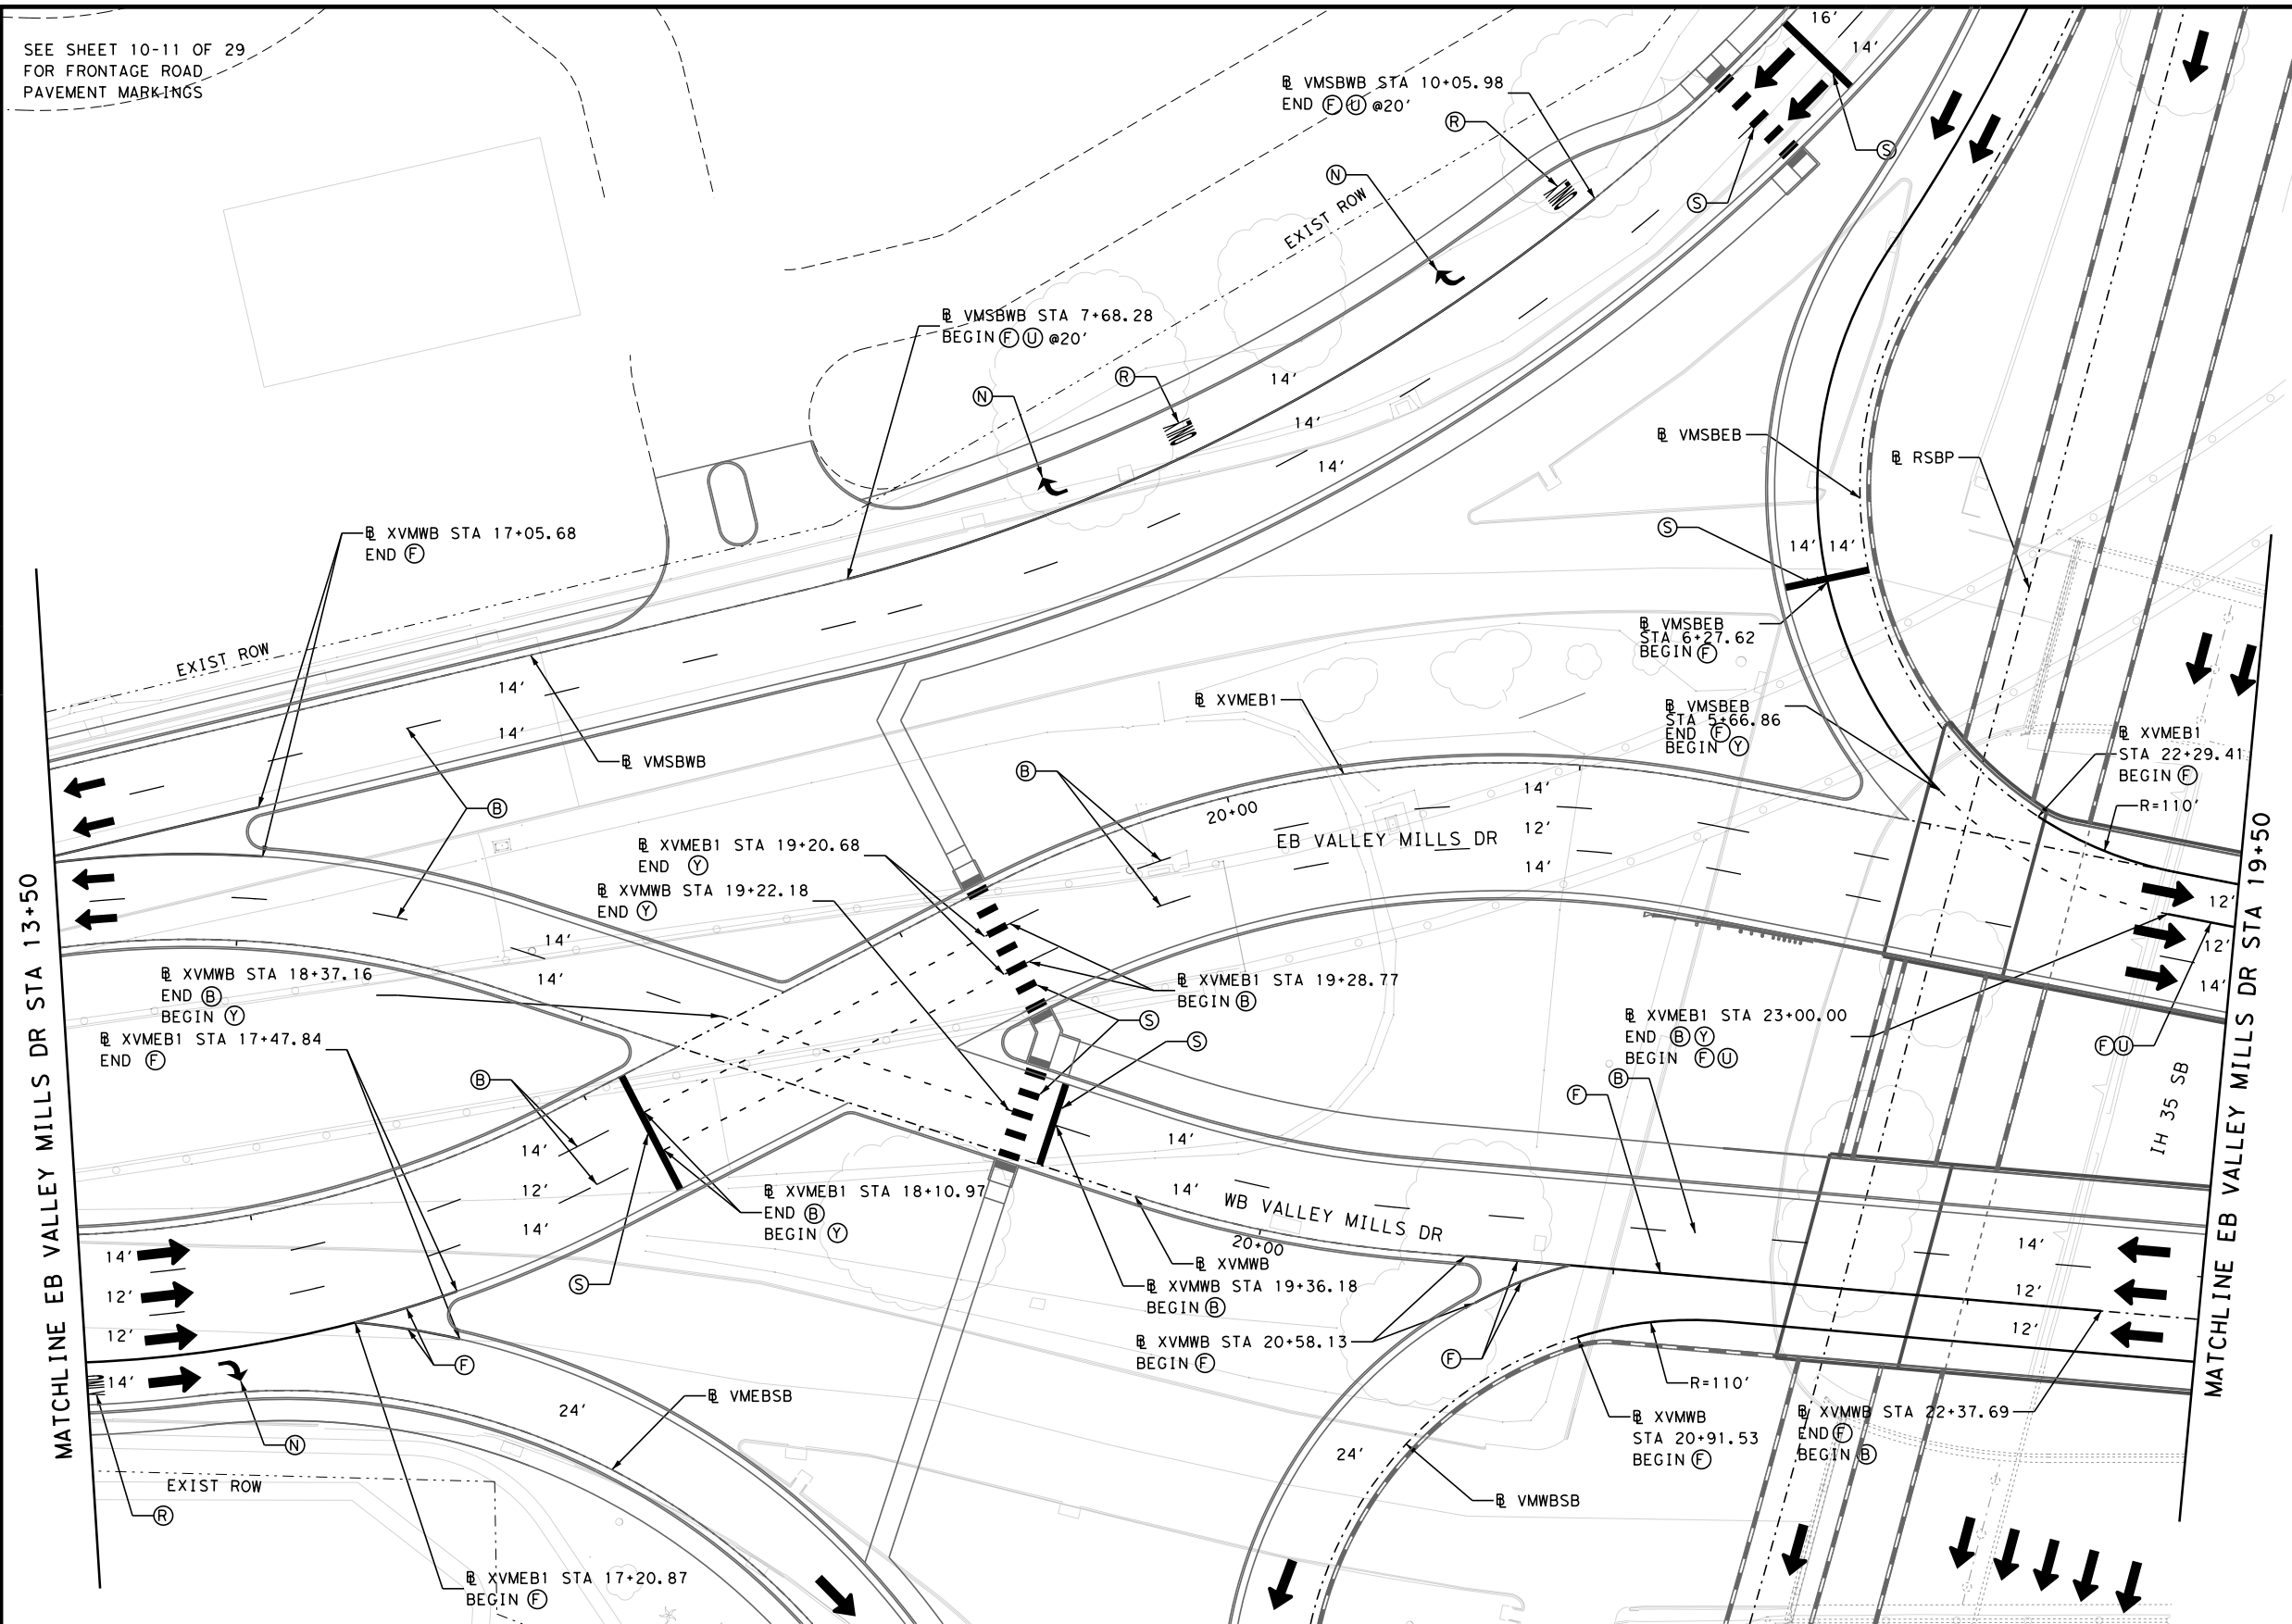 SEE SHEET 10-11 OF 29
FOR FRONTAGE ROAD
PAVEMENT MARKINGS
16'
14'
℄ VMSBWB STA 10+05.98
END Ⓕ Ⓤ @20'
Ⓡ
Ⓢ
Ⓝ
Ⓢ
EXIST ROW
℄ VMSBWB STA 7+68.28
BEGIN Ⓕ Ⓤ @20'
Ⓡ
Ⓝ
14'
14'
14'
℄ VMSBEB
℄ RSBP
Ⓢ
14' 14'
℄ XVMWB STA 17+05.68
END Ⓕ
℄ VMSBEB
STA 6+27.62
BEGIN Ⓕ
EXIST ROW
14'
14'
℄ XVMEB1
℄ VMSBEB
STA 5+66.86
END Ⓕ
BEGIN Ⓨ
℄ XVMEB1
STA 22+29.41
BEGIN Ⓕ
R=110'
℄ VMSBWB
Ⓑ
Ⓑ
20+00
14'
12'
14'
EB VALLEY MILLS DR
℄ XVMEB1 STA 19+20.68
END Ⓨ
℄ XVMWB STA 19+22.18
END Ⓨ
12'
12'
14'
14'
14'
℄ XVMWB STA 18+37.16
END Ⓑ
BEGIN Ⓨ
℄ XVMEB1 STA 19+28.77
BEGIN Ⓑ
℄ XVMEB1 STA 17+47.84
END Ⓕ
Ⓢ
Ⓢ
℄ XVMEB1 STA 23+00.00
END Ⓑ Ⓨ
BEGIN Ⓕ Ⓤ
Ⓕ Ⓤ
Ⓑ
Ⓑ
Ⓕ
IH 35 SB
14'
12'
14'
14'
14'
WB VALLEY MILLS DR
20+00
℄ XVMEB1 STA 18+10.97
END Ⓑ
BEGIN Ⓨ
Ⓢ
℄ XVMWB
℄ XVMWB STA 19+36.18
BEGIN Ⓑ
14'
12'
12'
14'
12'
12'
14'
Ⓕ
℄ XVMWB STA 20+58.13
BEGIN Ⓕ
Ⓕ
R=110'
℄ VMEBSB
24'
Ⓝ
℄ XVMWB
STA 20+91.53
BEGIN Ⓕ
℄ XVMWB STA 22+37.69
END Ⓕ
BEGIN Ⓑ
24'
EXIST ROW
Ⓡ
℄ VMWBSB
℄ XVMEB1 STA 17+20.87
BEGIN Ⓕ
MATCHLINE EB VALLEY MILLS DR STA 13+50
MATCHLINE EB VALLEY MILLS DR STA 19+50